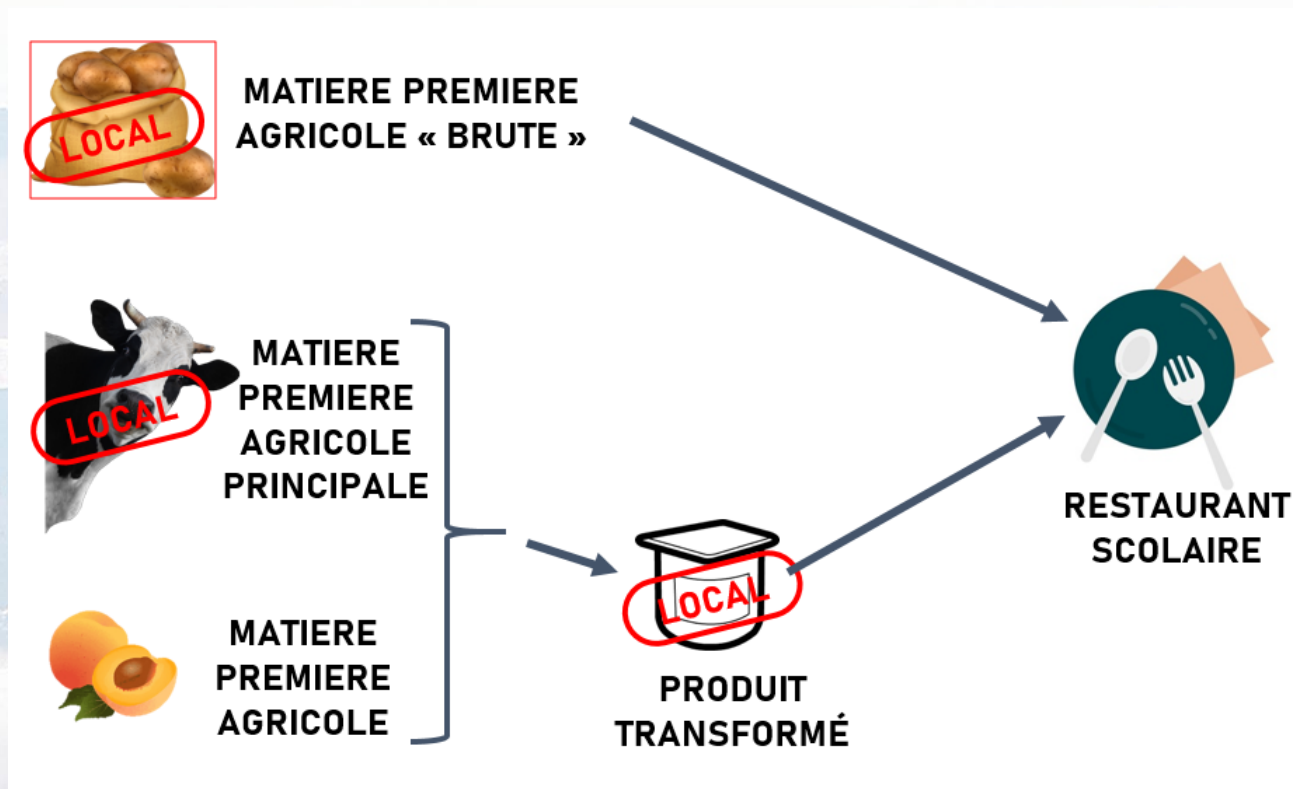 MATIERE PREMIERE
AGRICOLE « BRUTE »
LOCAL
MATIERE
PREMIERE
AGRICOLE
PRINCIPALE
LOCAL
MATIERE
PREMIERE
AGRICOLE
LOCAL
PRODUIT
TRANSFORMÉ
RESTAURANT
SCOLAIRE